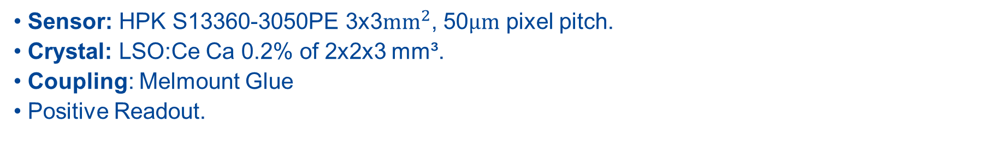 • Sensor: HPK S13360-3050PE 3x3mm², 50μm pixel pitch.
• Crystal: LSO:Ce Ca 0.2% of 2x2x3 mm³.
• Coupling: Melmount Glue
• Positive Readout.